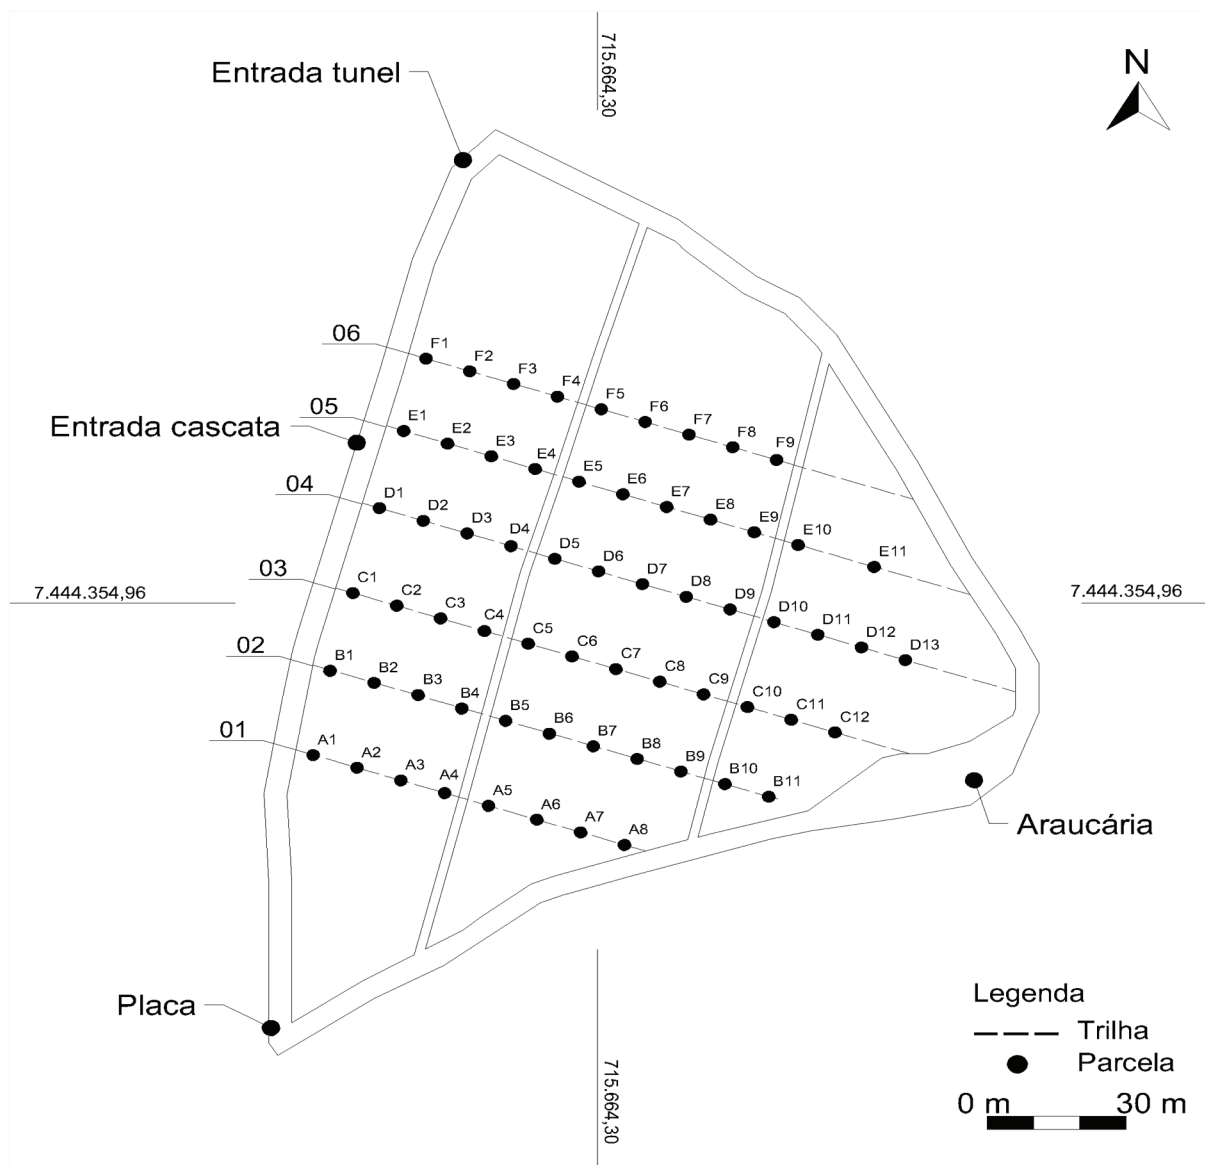 715.664,30
N
Entrada tunel
06
F1 F2 F3 F4 F5 F6 F7 F8 F9
05
E1 E2 E3 E4 E5 E6 E7 E8 E9 E10 E11
Entrada cascata
04
D1 D2 D3 D4 D5 D6 D7 D8 D9 D10 D11 D12 D13
03
C1 C2 C3 C4 C5 C6 C7 C8 C9 C10 C11 C12
7.444.354,96
7.444.354,96
02
B1 B2 B3 B4 B5 B6 B7 B8 B9 B10 B11
01
A1 A2 A3 A4 A5 A6 A7 A8
Araucária
Placa
715.664,30
Legenda
Trilha
Parcela
0 m 30 m